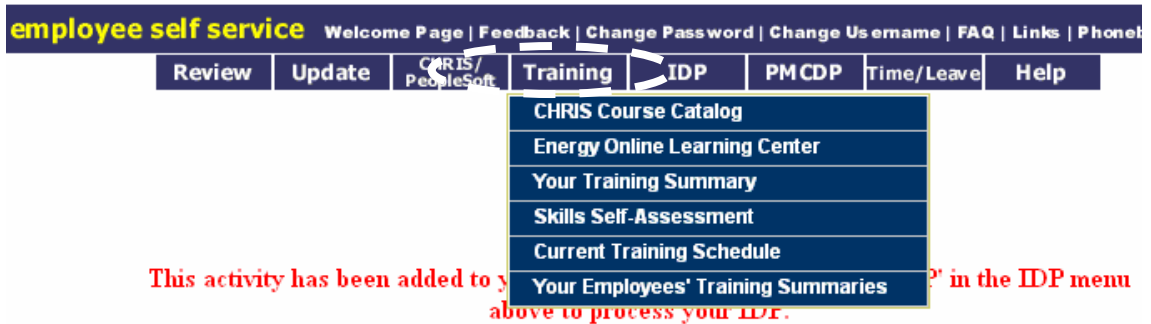 employee self service Welcome Page | Feedback | Change Password | Change Username | FAQ | Links |
Review Update CHRIS/ PeopleSoft Training IDP PMCDP Time/Leave Help
CHRIS Course Catalog
Energy Online Learning Center
Your Training Summary
Skills Self-Assessment
Current Training Schedule
Your Employees' Training Summaries
This activity has been added to in the IDP menu
above to process your IDP.